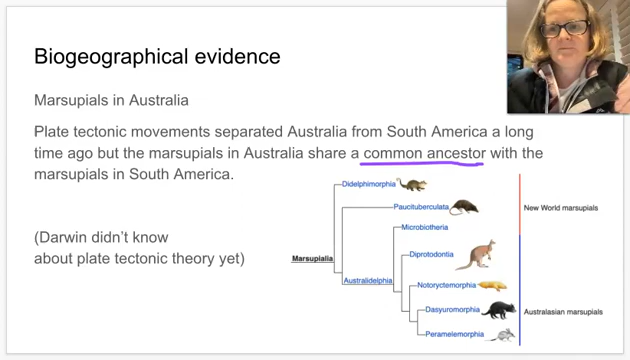 Biogeographical evidence
Marsupials in Australia
Plate tectonic movements separated Australia from South America a long
time ago but the marsupials in Australia share a common ancestor with the
marsupials in South America.
(Darwin didn't know
about plate tectonic theory yet)
Marsupialia
Didelphimorphia
Paucituberculata
Australidelphia
Microbiotheria
Diprotodontia
Notoryctemorphia
Dasyuromorphia
Peramelemorphia
New World marsupials
Australasian marsupials